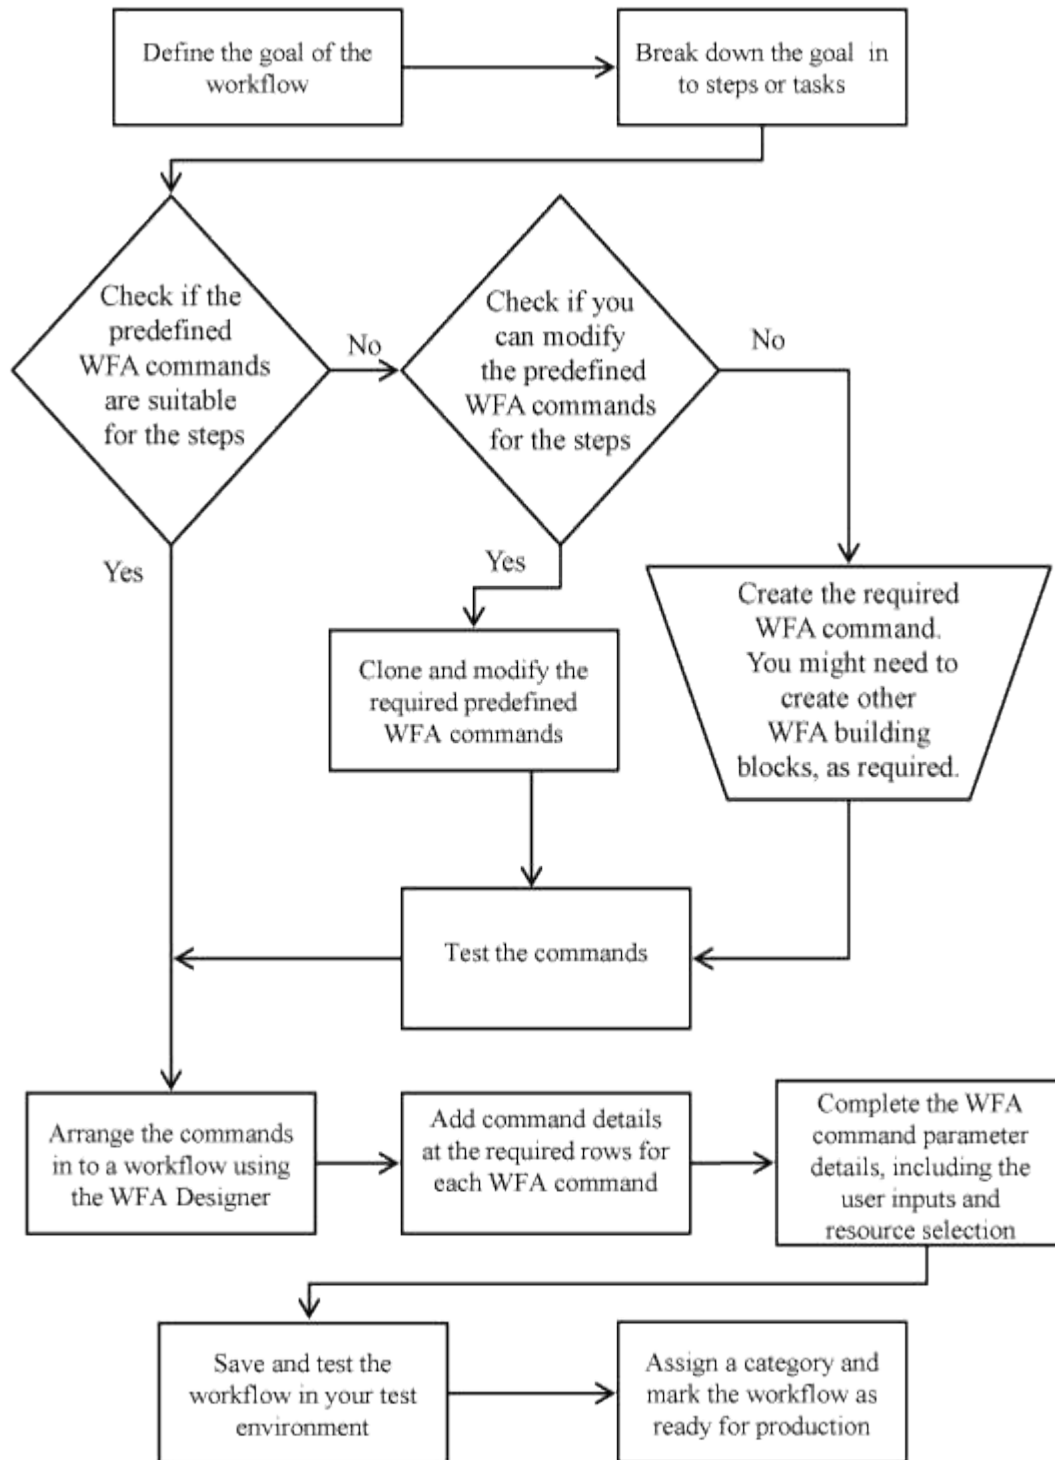 Define the goal of the
workflow
Break down the goal in
to steps or tasks
Check if the
predefined
WFA commands
are suitable
for the steps
No
Check if you
can modify
the predefined
WFA commands
for the steps
No
Yes
Yes
Clone and modify the
required predefined
WFA commands
Create the required
WFA command.
You might need to
create other
WFA building
blocks, as required.
Test the commands
Arrange the commands
in to a workflow using
the WFA Designer
Add command details
at the required rows for
each WFA command
Complete the WFA
command parameter
details, including the
user inputs and
resource selection
Save and test the
workflow in your test
environment
Assign a category and
mark the workflow as
ready for production